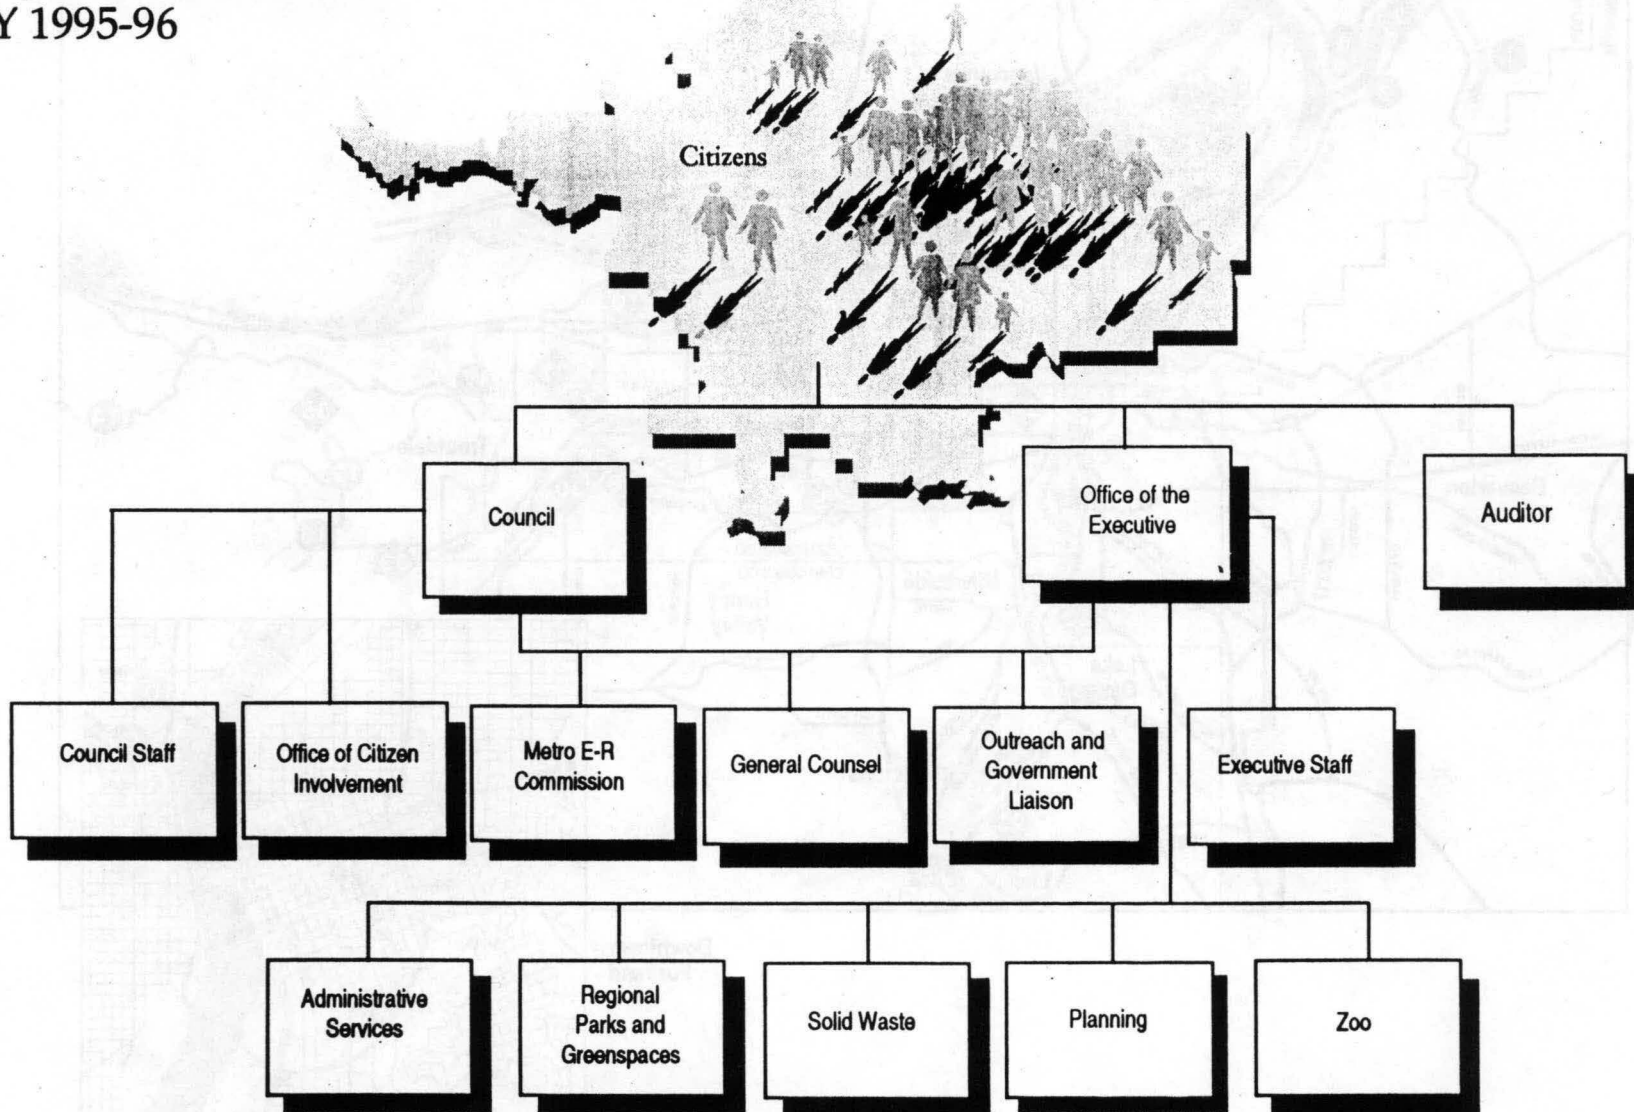 Y 1995-96
Citizens
Council
Office of the
Executive
Auditor
Council Staff
Office of Citizen
Involvement
Metro E-R
Commission
General Counsel
Outreach and
Government
Liaison
Executive Staff
Administrative
Services
Regional
Parks and
Greenspaces
Solid Waste
Planning
Zoo